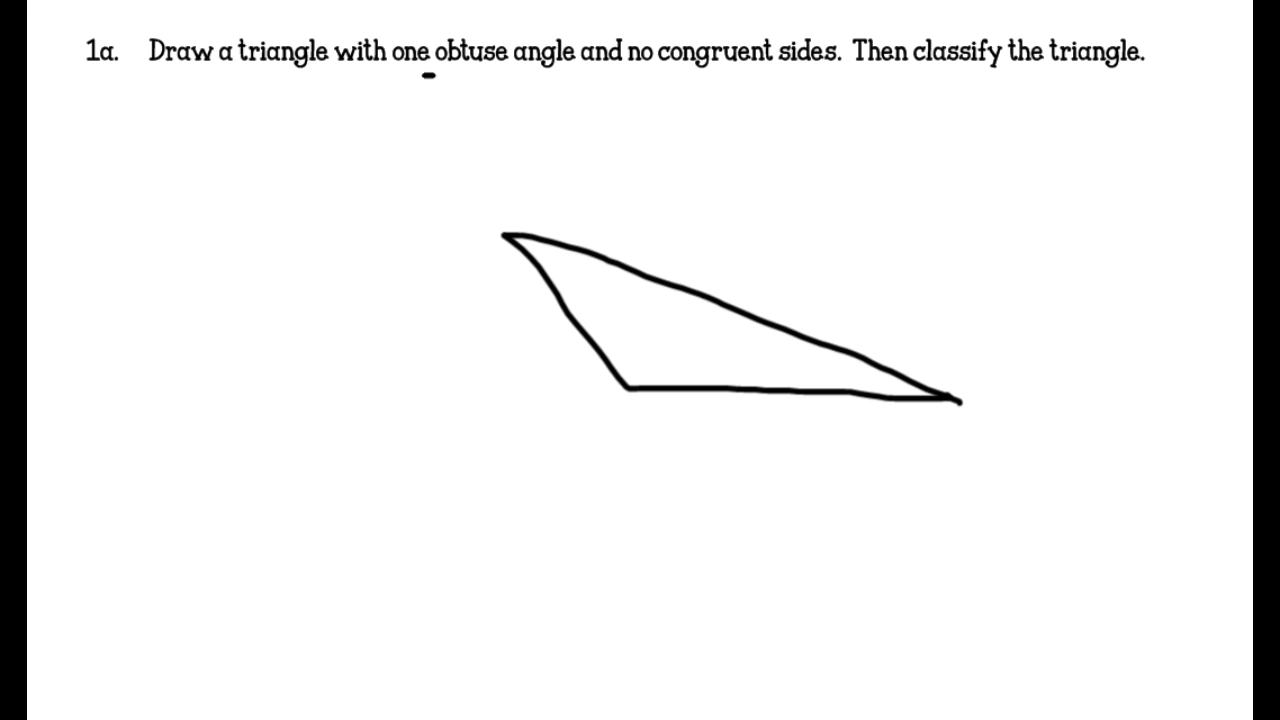 1a. Draw a triangle with one obtuse angle and no congruent sides. Then classify the triangle.